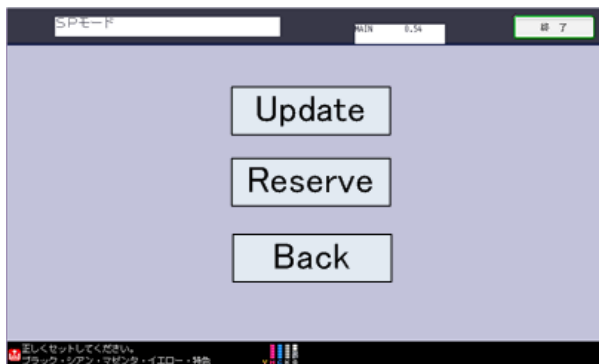 SPモード
MAIN 0.54
終 了
Update
Reserve
Back
正しくセットしてください。
ブラック・シアン・マゼンタ・イエロー・特色